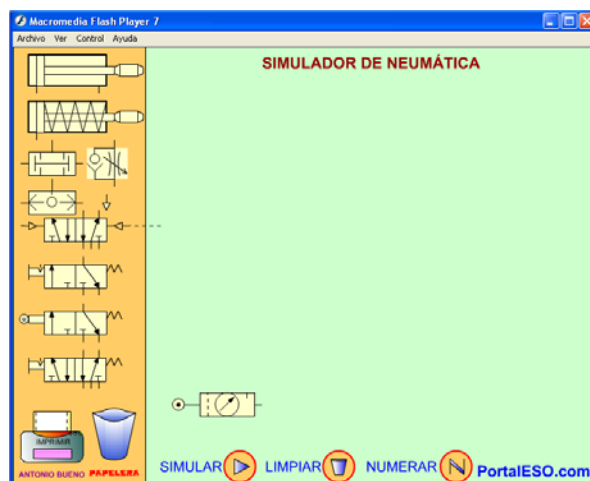 Macromedia Flash Player 7
Archivo Ver Control Ayuda
SIMULADOR DE NEUMÁTICA
IMPRIMIR
ANTONIO BUENO PAPELERA
SIMULAR LIMPIAR NUMERAR PortalESO.com